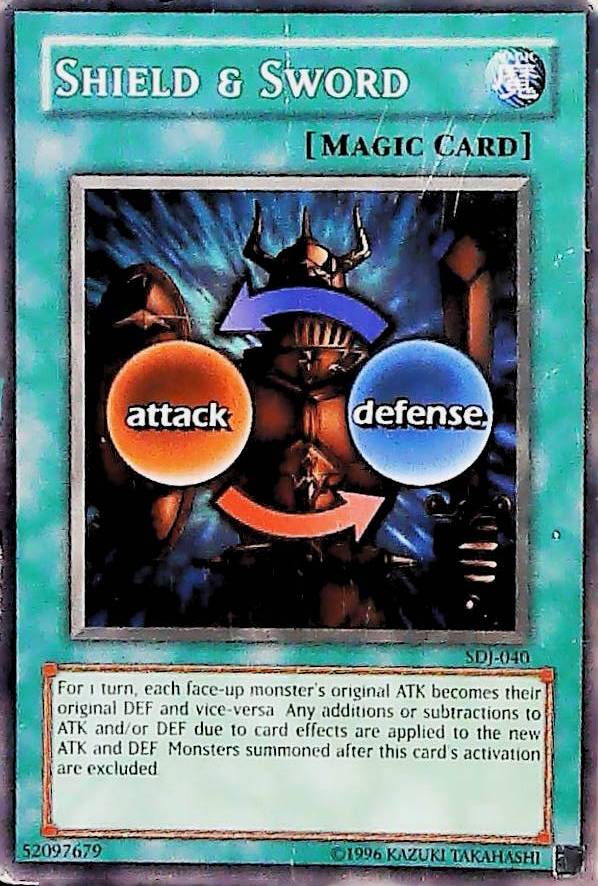 SHIELD & SWORD
MAGIC
魔
[MAGIC CARD]
attack
defense
SDJ-040
For 1 turn, each face-up monster's original ATK becomes their
original DEF and vice-versa. Any additions or subtractions to
ATK and/or DEF due to card effects are applied to the new
ATK and DEF. Monsters summoned after this card's activation
are excluded.
52097679
©1996 KAZUKI TAKAHASHI